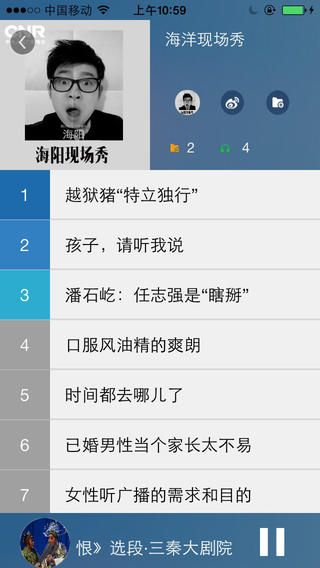 中国移动 上午10:59
CNR
海阳
海阳现场秀
海洋现场秀
2 4
1 越狱猪“特立独行”
2 孩子，请听我说
3 潘石屹：任志强是“瞎掰”
4 口服风油精的爽朗
5 时间都去哪儿了
6 已婚男性当个家长太不易
7 女性听广播的需求和目的
恨》选段·三秦大剧院